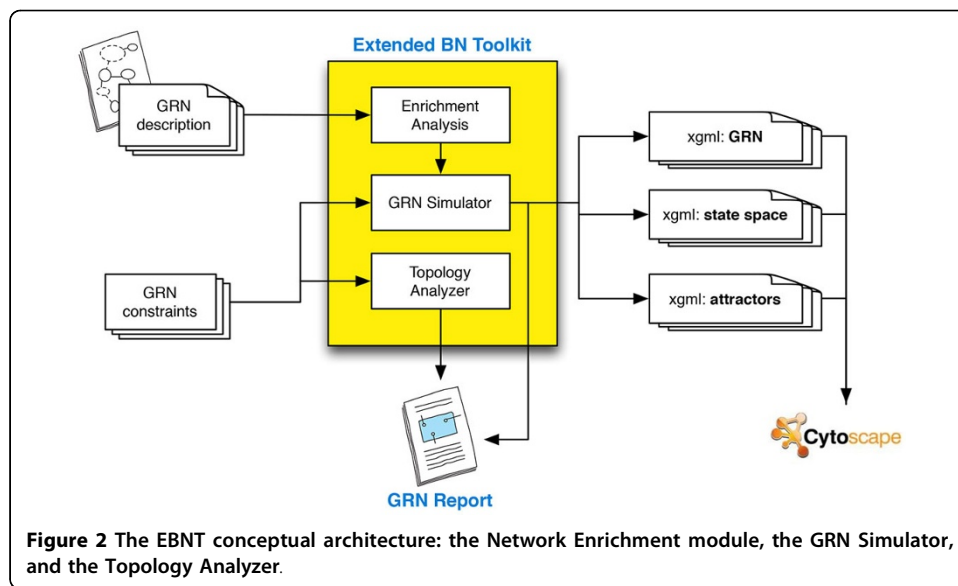 Extended BN Toolkit
GRN
description
Enrichment
Analysis
xgml: GRN
GRN Simulator
xgml: state space
GRN
constraints
Topology
Analyzer
xgml: attractors
Cytoscape
GRN Report
Figure 2 The EBNT conceptual architecture: the Network Enrichment module, the GRN Simulator,
and the Topology Analyzer.